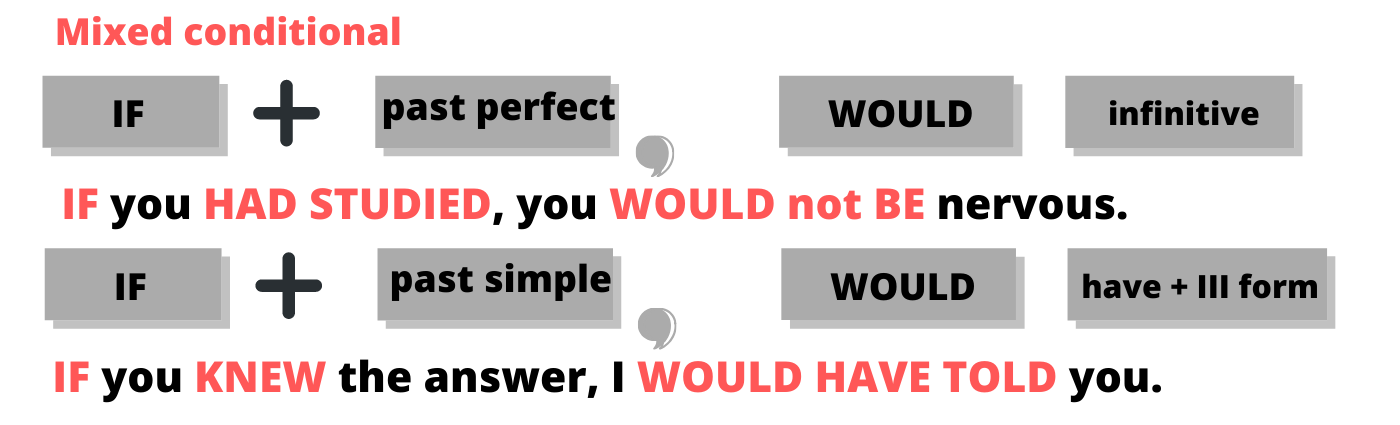 Mixed conditional
IF + past perfect , WOULD infinitive
IF you HAD STUDIED, you WOULD not BE nervous.
IF + past simple , WOULD have + III form
IF you KNEW the answer, I WOULD HAVE TOLD you.